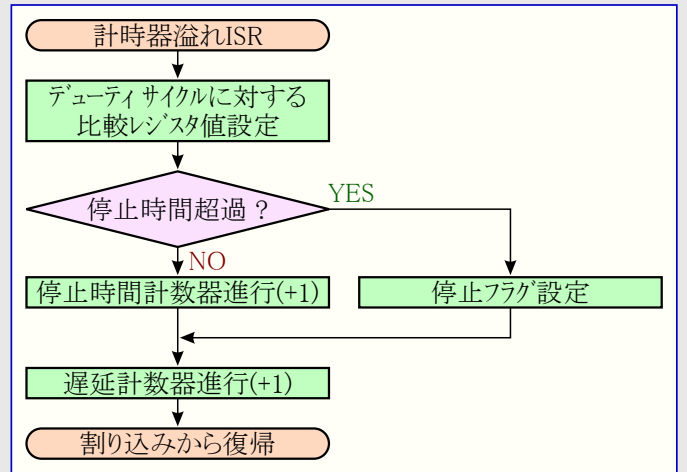 計時器溢れISR
ﾃﾞｭｰﾃｨ ｻｲｸﾙに対する
比較ﾚｼﾞｽﾀ値設定
停止時間超過？
YES
NO
停止時間計数器進行(+1)
停止ﾌﾗｸﾞ設定
遅延計数器進行(+1)
割り込みから復帰